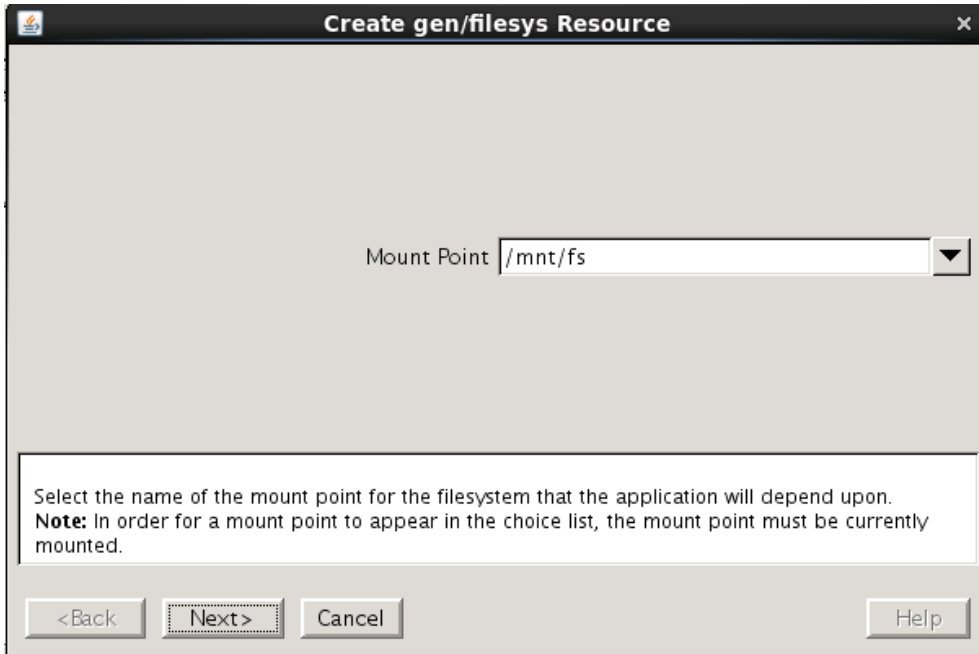 Create gen/filesys Resource
Mount Point /mnt/fs
Select the name of the mount point for the filesystem that the application will depend upon.
Note: In order for a mount point to appear in the choice list, the mount point must be currently
mounted.
<Back Next> Cancel Help